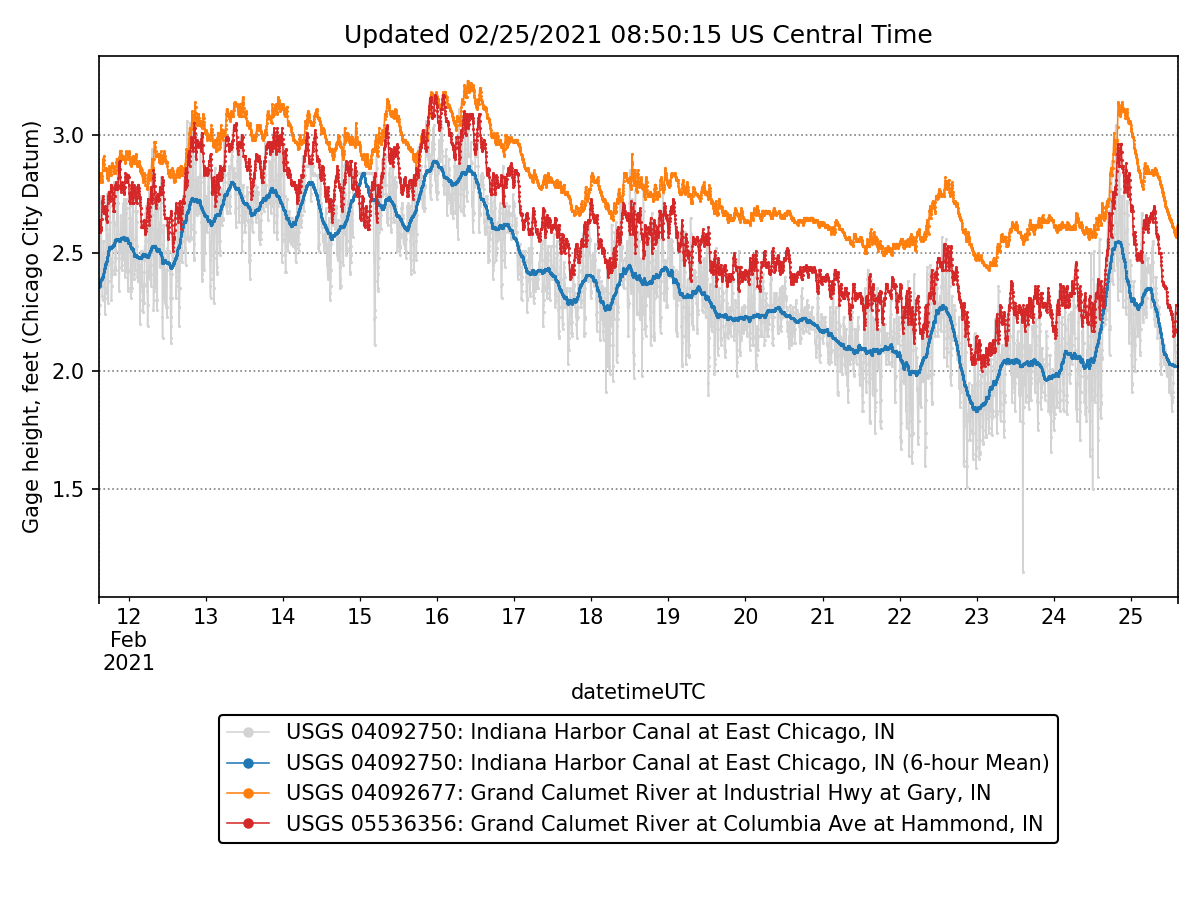 Updated 02/25/2021 08:50:15 US Central Time
Gage height, feet (Chicago City Datum)
3.0
2.5
2.0
1.5
12 13 14 15 16 17 18 19 20 21 22 23 24 25
Feb
2021
datetimeUTC
USGS 04092750: Indiana Harbor Canal at East Chicago, IN
USGS 04092750: Indiana Harbor Canal at East Chicago, IN (6-hour Mean)
USGS 04092677: Grand Calumet River at Industrial Hwy at Gary, IN
USGS 05536356: Grand Calumet River at Columbia Ave at Hammond, IN